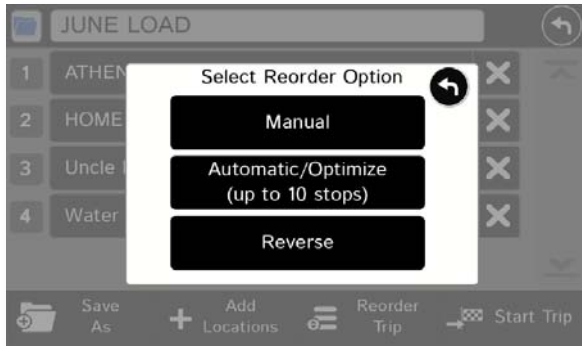 JUNE LOAD
Select Reorder Option
1 ATHEN
Manual
2 HOME
3 Uncle
Automatic/Optimize
(up to 10 stops)
4 Water
Reverse
Save
As
Add
Locations
Reorder
Trip
Start Trip